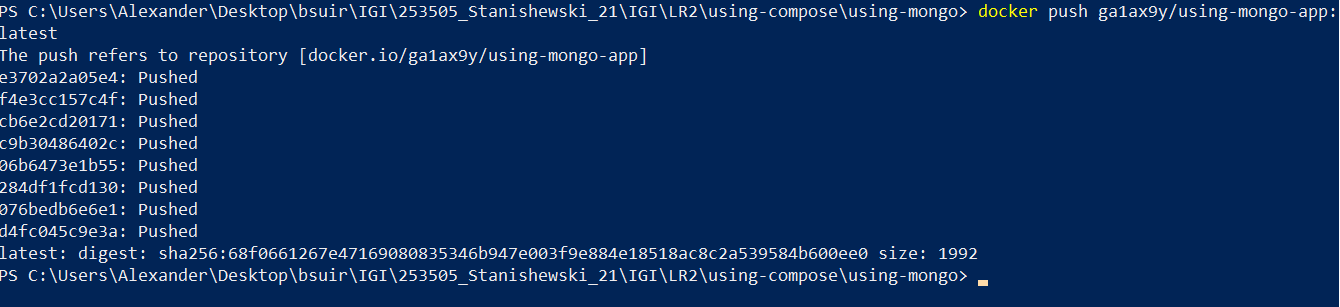 PS C:\Users\Alexander\Desktop\bsuir\IGI\253505_Stanishewski_21\IGI\LR2\using-compose\using-mongo> docker push ga1ax9y/using-mongo-app:
latest
The push refers to repository [docker.io/ga1ax9y/using-mongo-app]
e3702a2a05e4: Pushed
f4e3cc157c4f: Pushed
cb6e2cd20171: Pushed
c9b30486402c: Pushed
06b6473e1b55: Pushed
284df1fcd130: Pushed
076bedb6e6e1: Pushed
d4fc045c9e3a: Pushed
latest: digest: sha256:68f0661267e47169080835346b947e003f9e884e18518ac8c2a539584b600ee0 size: 1992
PS C:\Users\Alexander\Desktop\bsuir\IGI\253505_Stanishewski_21\IGI\LR2\using-compose\using-mongo>